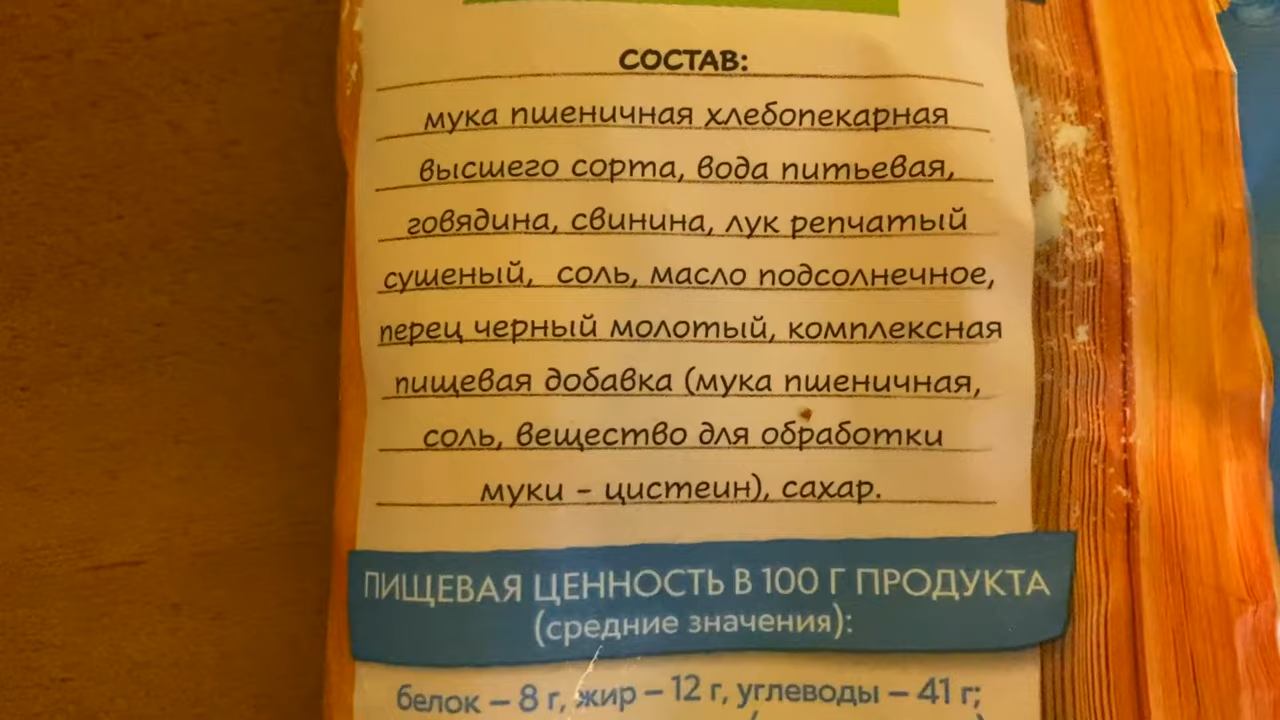 СОСТАВ:
мука пшеничная хлебопекарная
высшего сорта, вода питьевая,
говядина, свинина, лук репчатый
сушеный, соль, масло подсолнечное,
перец черный молотый, комплексная
пищевая добавка (мука пшеничная,
соль, вещество для обработки
муки - цистеин), сахар.
ПИЩЕВАЯ ЦЕННОСТЬ В 100 Г ПРОДУКТА
(средние значения):
белок – 8 г, жир – 12 г, углеводы – 41 г;